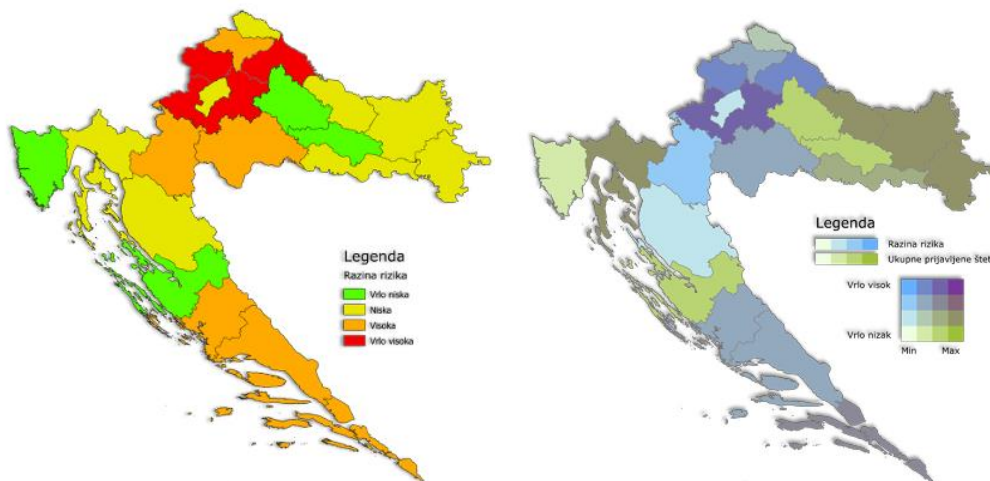 Legenda
Razina rizika
Vrlo niska
Niska
Visoka
Vrlo visoka
Legenda
Razina rizika
Ukupne prijavljene štet
Vrlo visok
Vrlo nizak
Min
Max